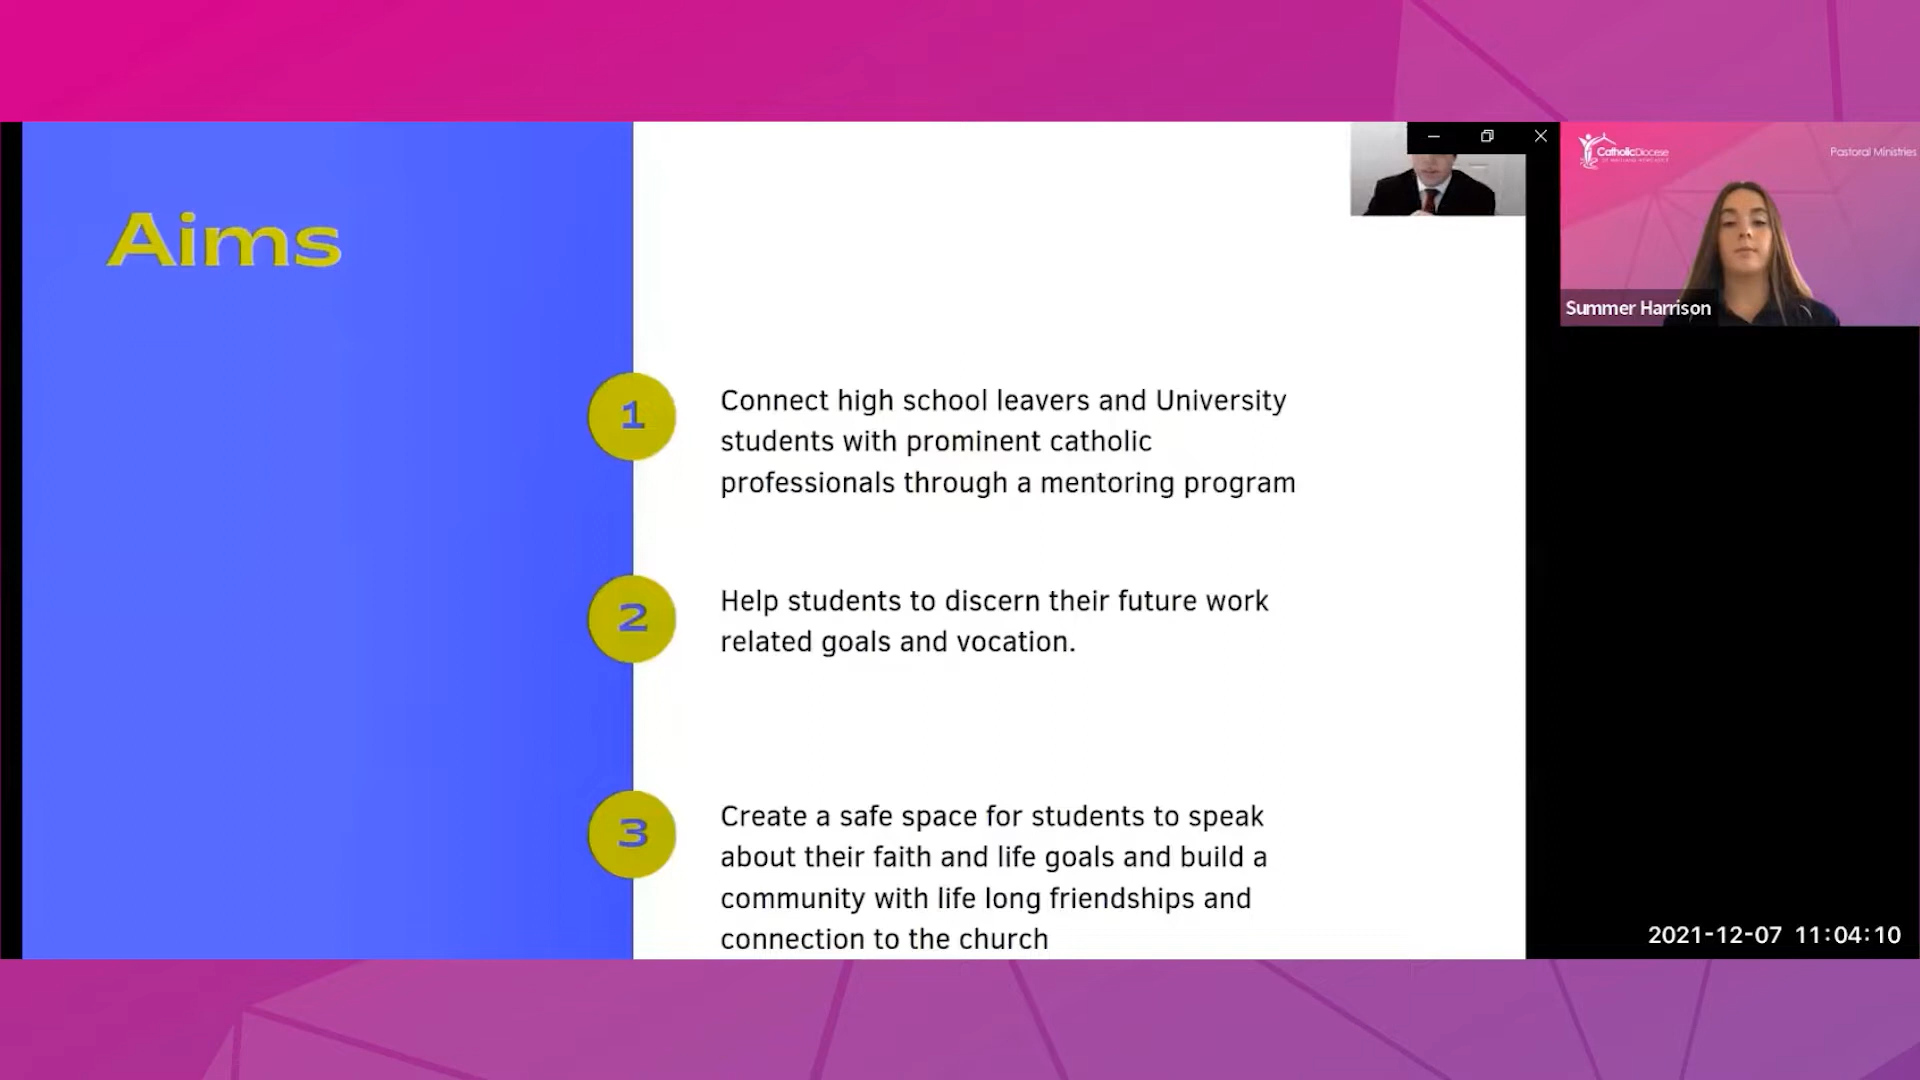 Aims
1
Connect high school leavers and University
students with prominent catholic
professionals through a mentoring program
2
Help students to discern their future work
related goals and vocation.
3
Create a safe space for students to speak
about their faith and life goals and build a
community with life long friendships and
connection to the church
CatholicDiocese
Pastoral Ministries
Summer Harrison
2021-12-07 11:04:10